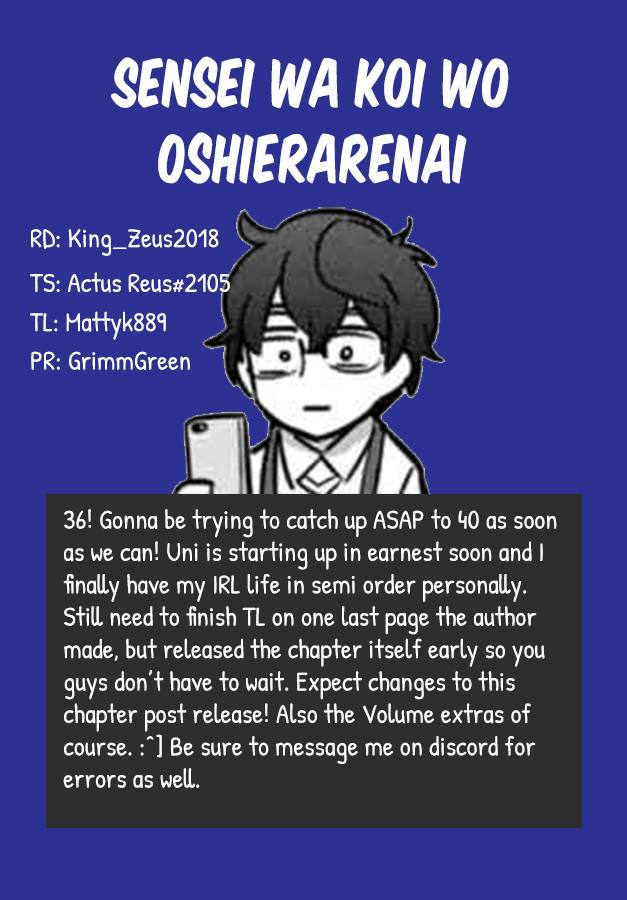 SENSEI WA KOI WO
OSHIERARENAI
RD: King_Zeus2018
TS: Actus Reus#2105
TL: Mattyk889
PR: GrimmGreen
36! Gonna be trying to catch up ASAP to 40 as soon
as we can! Uni is starting up in earnest soon and I
finally have my IRL life in semi order personally.
Still need to finish TL on one last page the author
made, but released the chapter itself early so you
guys don't have to wait. Expect changes to this
chapter post release! Also the Volume extras of
course. :^] Be sure to message me on discord for
errors as well.